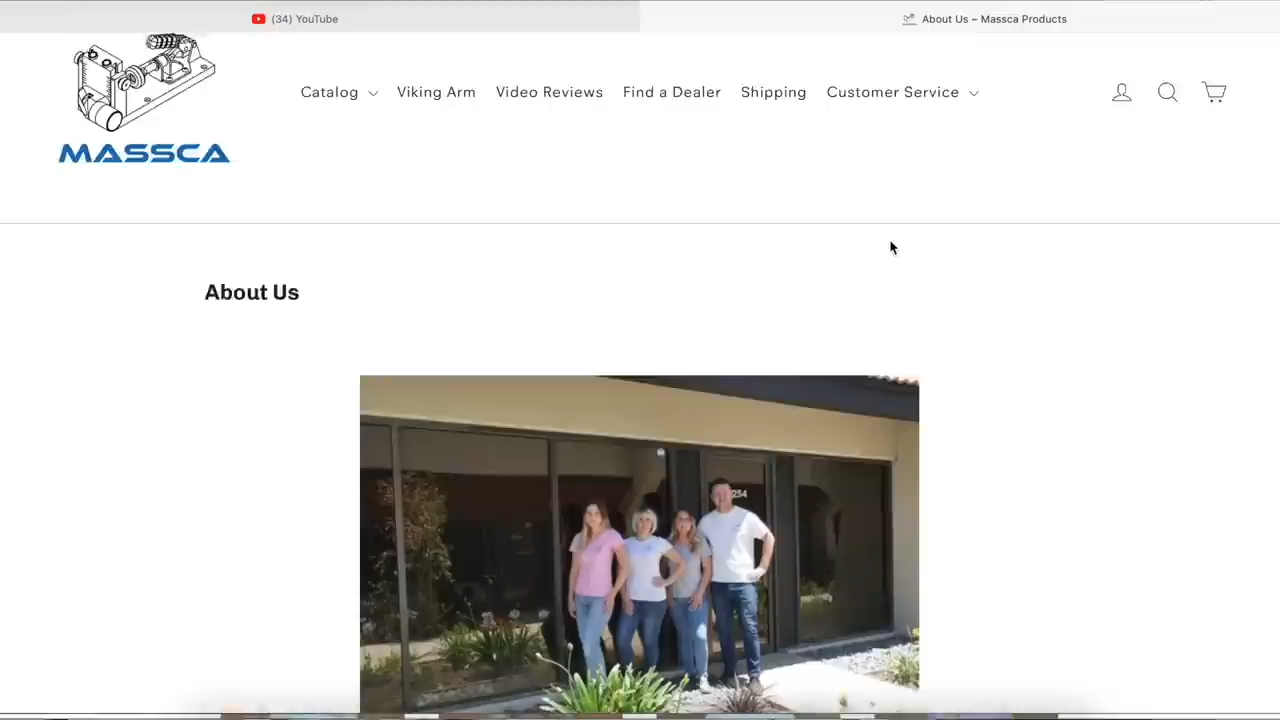 (34) YouTube
About Us – Massca Products
Catalog
Viking Arm
Video Reviews
Find a Dealer
Shipping
Customer Service
MASSCA
About Us
254